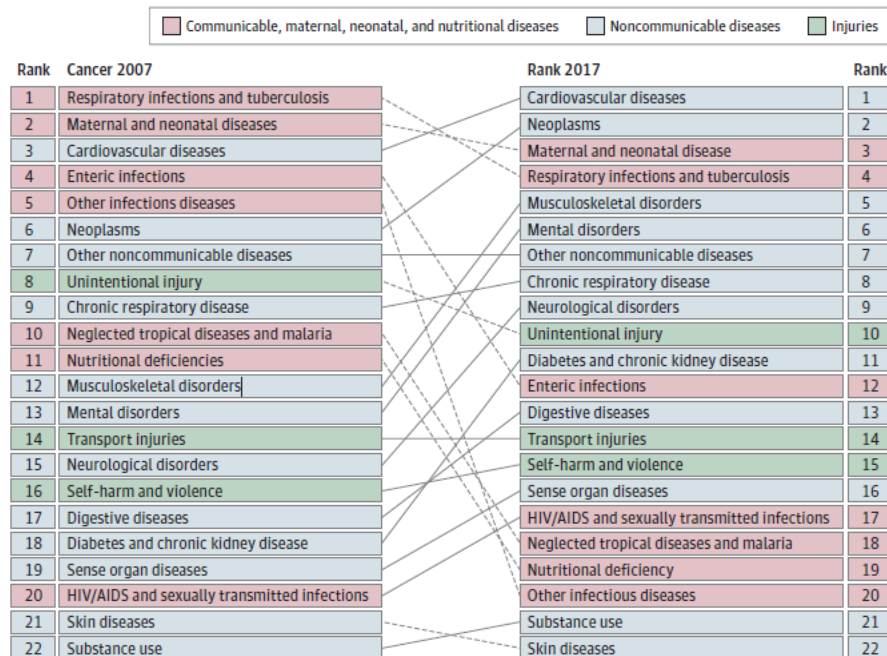 Communicable, maternal, neonatal, and nutritional diseases Noncommunicable diseases Injuries
Rank Cancer 2007 Rank 2017 Rank
1 Respiratory infections and tuberculosis Cardiovascular diseases 1
2 Maternal and neonatal diseases Neoplasms 2
3 Cardiovascular diseases Maternal and neonatal disease 3
4 Enteric infections Respiratory infections and tuberculosis 4
5 Other infections diseases Musculoskeletal disorders 5
6 Neoplasms Mental disorders 6
7 Other noncommunicable diseases Other noncommunicable diseases 7
8 Unintentional injury Chronic respiratory disease 8
9 Chronic respiratory disease Neurological disorders 9
10 Neglected tropical diseases and malaria Unintentional injury 10
11 Nutritional deficiencies Diabetes and chronic kidney disease 11
12 Musculoskeletal disorders Enteric infections 12
13 Mental disorders Digestive diseases 13
14 Transport injuries Transport injuries 14
15 Neurological disorders Self-harm and violence 15
16 Self-harm and violence Sense organ diseases 16
17 Digestive diseases HIV/AIDS and sexually transmitted infections 17
18 Diabetes and chronic kidney disease Neglected tropical diseases and malaria 18
19 Sense organ diseases Nutritional deficiency 19
20 HIV/AIDS and sexually transmitted infections Other infectious diseases 20
21 Skin diseases Substance use 21
22 Substance use Skin diseases 22